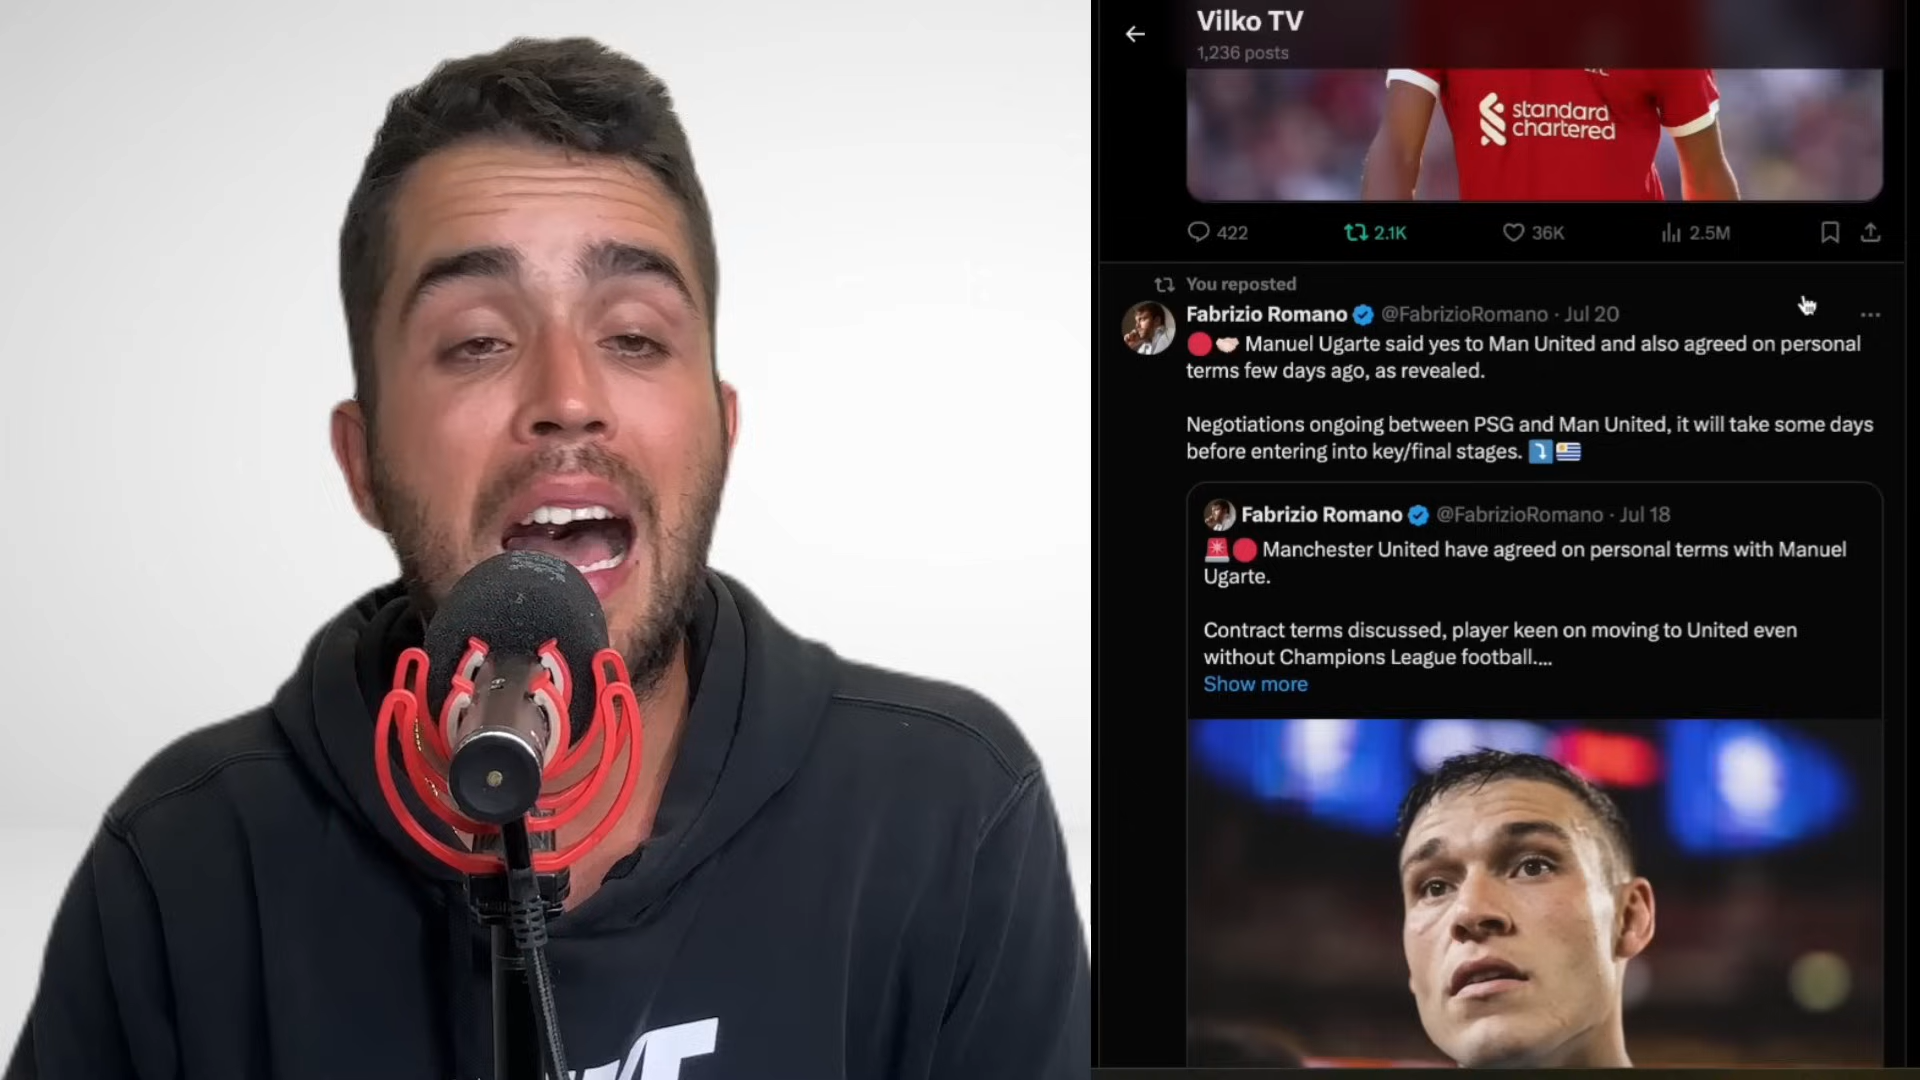 Vilko TV
1,236 posts
standard
chartered
422
2.1K
36K
2.5M
You reposted
Fabrizio Romano @FabrizioRomano · Jul 20
Manuel Ugarte said yes to Man United and also agreed on personal
terms few days ago, as revealed.
Negotiations ongoing between PSG and Man United, it will take some days
before entering into key/final stages.
Fabrizio Romano @FabrizioRomano · Jul 18
Manchester United have agreed on personal terms with Manuel
Ugarte.
Contract terms discussed, player keen on moving to United even
without Champions League football....
Show more